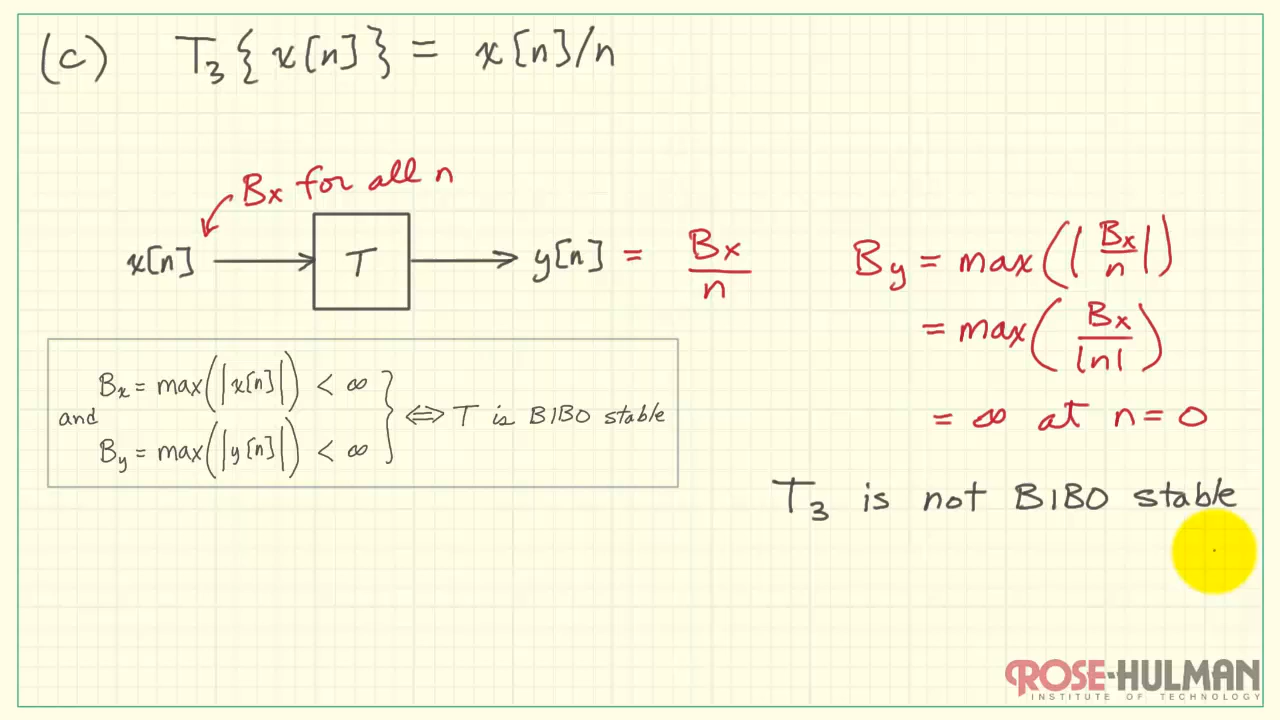 (c) T₃{x[n]} = x[n]/n
Bx for all n
x[n] T y[n] = Bx/n
By = max(|Bx/n|)
= max(Bx/|n|)
= ∞ at n = 0
Bx = max(|x[n]|) < ∞
and ⇔ T is BIBO stable
By = max(|y[n]|) < ∞
T₃ is not BIBO stable
ROSE-HULMAN
INSTITUTE OF TECHNOLOGY